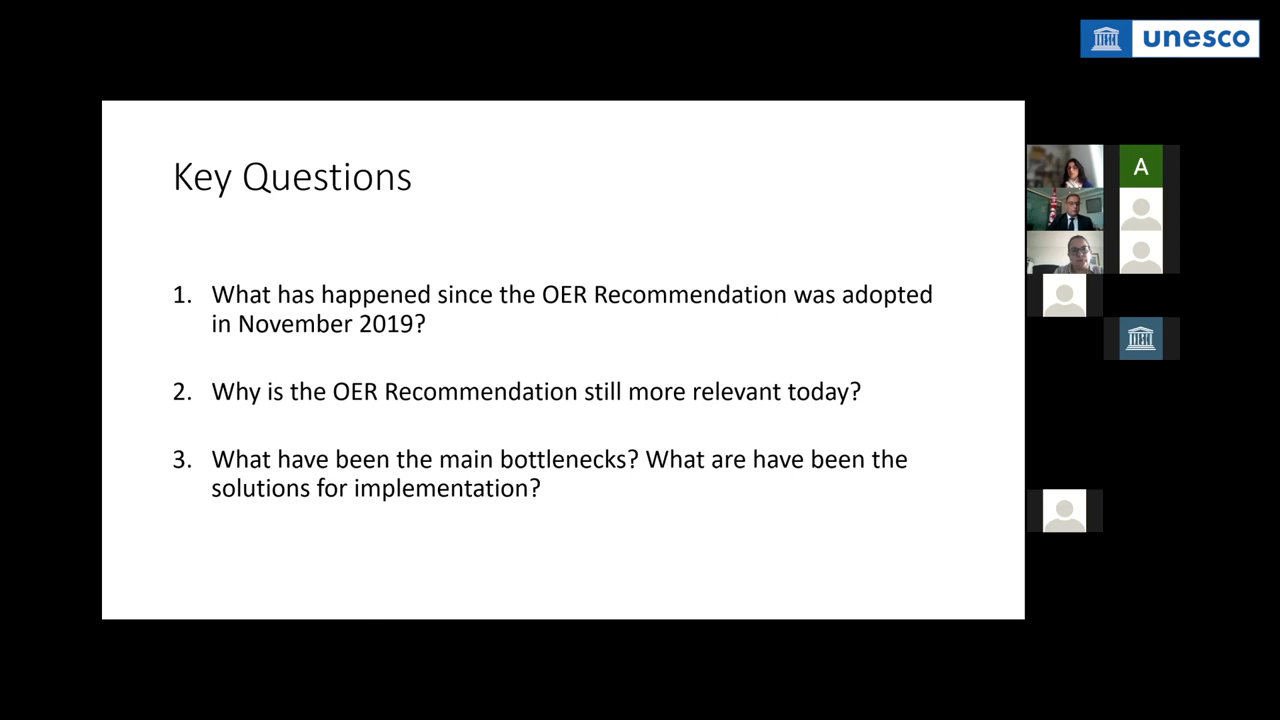 unesco
Key Questions
A
1. What has happened since the OER Recommendation was adopted
in November 2019?
2. Why is the OER Recommendation still more relevant today?
3. What have been the main bottlenecks? What are have been the
solutions for implementation?